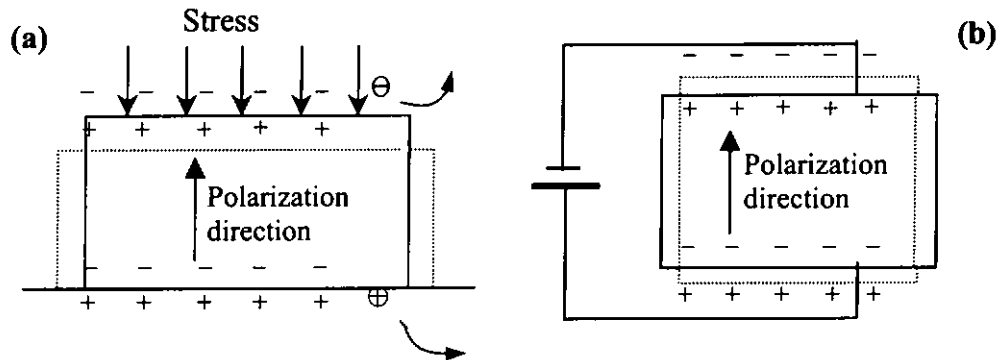 (a)
Stress
− − − − − ⊖
+ + + + +
Polarization
direction
− − − − −
+ + + + + ⊕
(b)
− − − − −
+ + + + +
Polarization
direction
− − − − −
+ + + + +